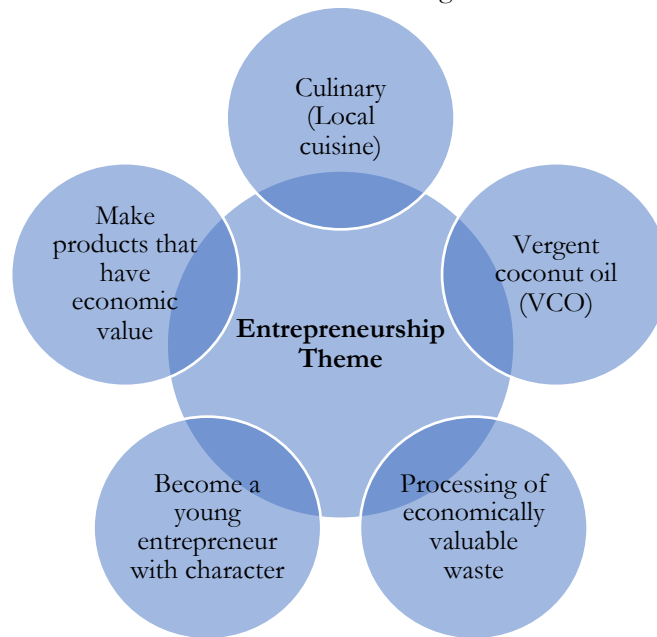 Culinary
(Local
cuisine)
Make
products that
have
economic
value
Vergent
coconut oil
(VCO)
Entrepreneurship
Theme
Become a
young
entrepreneur
with character
Processing of
economically
valuable
waste